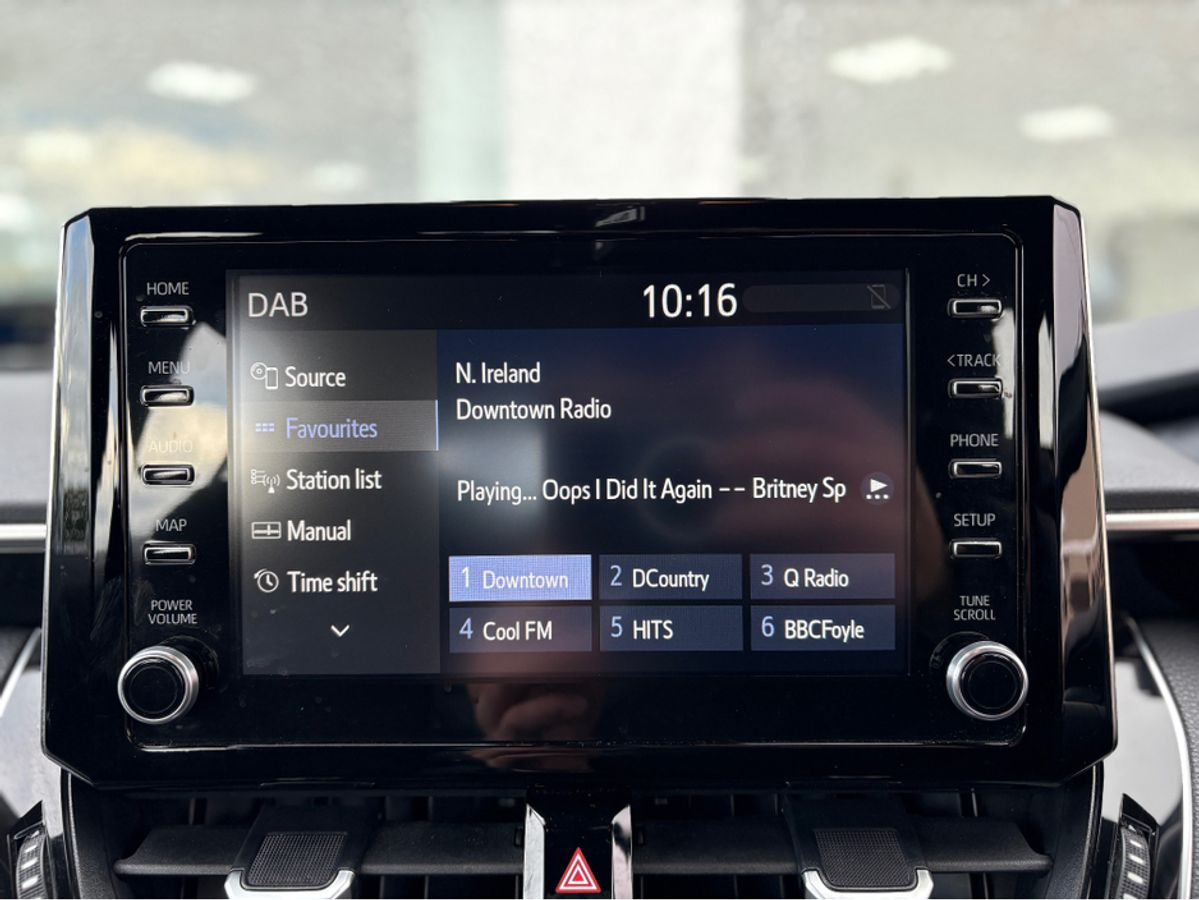 HOME
MENU
AUDIO
MAP
POWER
VOLUME
DAB
10:16
Source
Favourites
Station list
Manual
Time shift
N. Ireland
Downtown Radio
Playing... Oops I Did It Again -- Britney Sp
1 Downtown
2 DCountry
3 Q Radio
4 Cool FM
5 HITS
6 BBCFoyle
CH >
<TRACK
PHONE
SETUP
TUNE
SCROLL